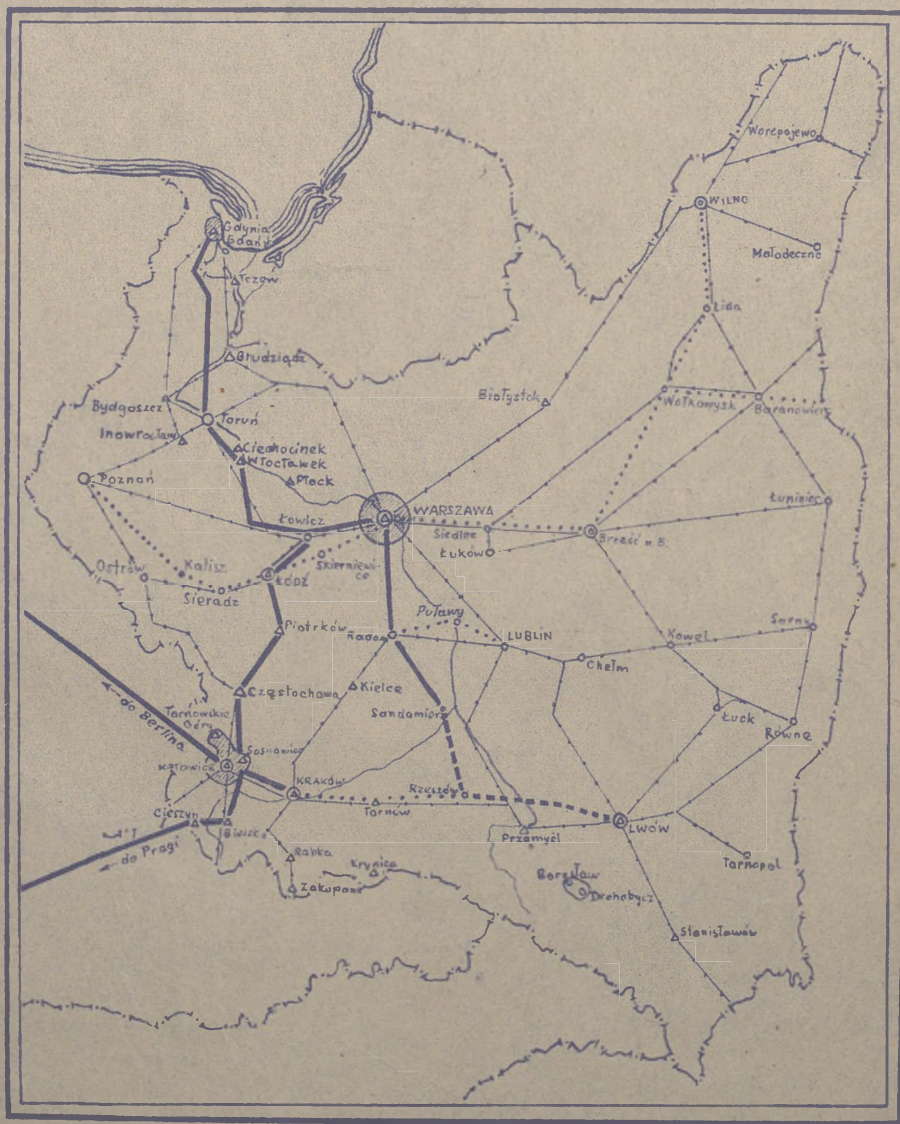 Worepajewo
WILNO
Mołodeczno
Gdynia
Gdańsk
Tczew
Lida
Grudziądz
Białystok
Wołkowysk
Baranowicze
Bydgoszcz
Toruń
Inowrocław
Ciechocinek
Włocławek
Płock
Poznań
WARSZAWA
Łuniniec
Łowicz
Siedlce
Brześć n.B.
Łuków
Skierniewi-
ce
Ostrów
Kalisz
Łódź
Sieradz
Puławy
Piotrków
Radom
LUBLIN
Kowel
Sarny
Chełm
Częstochowa
Kielce
Tarnowskie
Góry
Sandomierz
Łuck
Równe
do Berlina
Sosnowiec
KATOWICE
KRAKÓW
Rzeszów
Tarnów
Cieszyn
Bielsko
LWÓW
Przemyśl
do Pragi
Rabka
Krynica
Zakopane
Tarnopol
Borysław
Drohobycz
Stanisławów